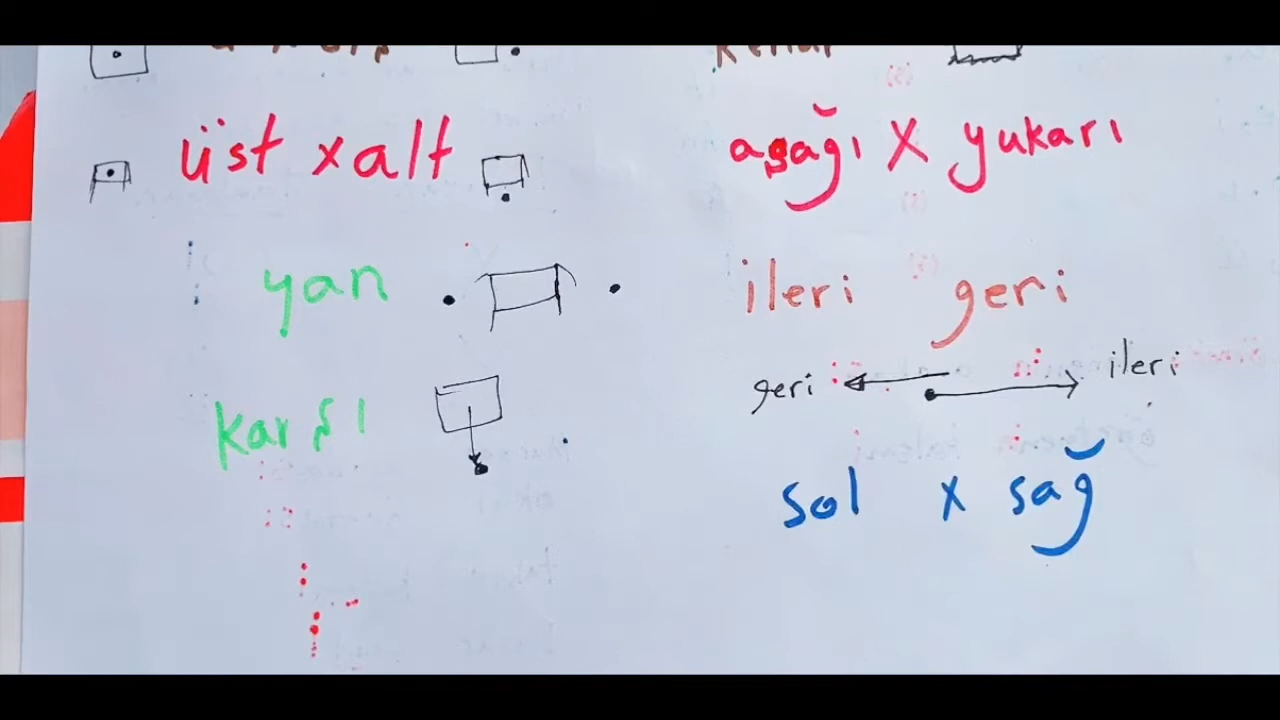 üst x alt
aşağı X yukarı
yan
ileri geri
geri ileri
karşı
sol x sağ